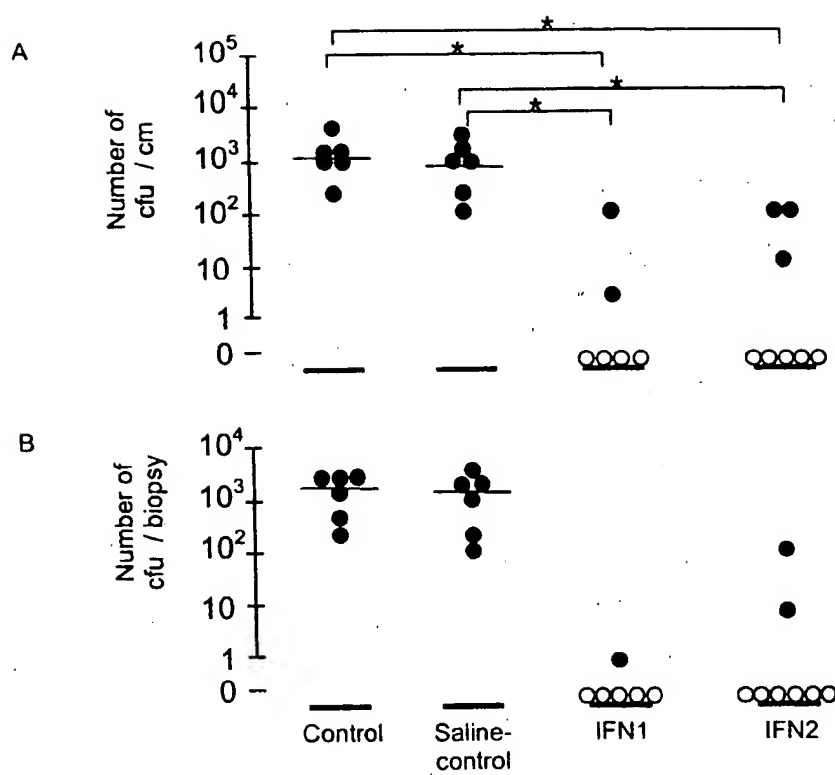 A
Number of
cfu / cm
10⁵
10⁴
10³
10²
10
1
0
*
*
*
*
B
Number of
cfu / biopsy
10⁴
10³
10²
10
1
0
Control
Saline-
control
IFN1
IFN2